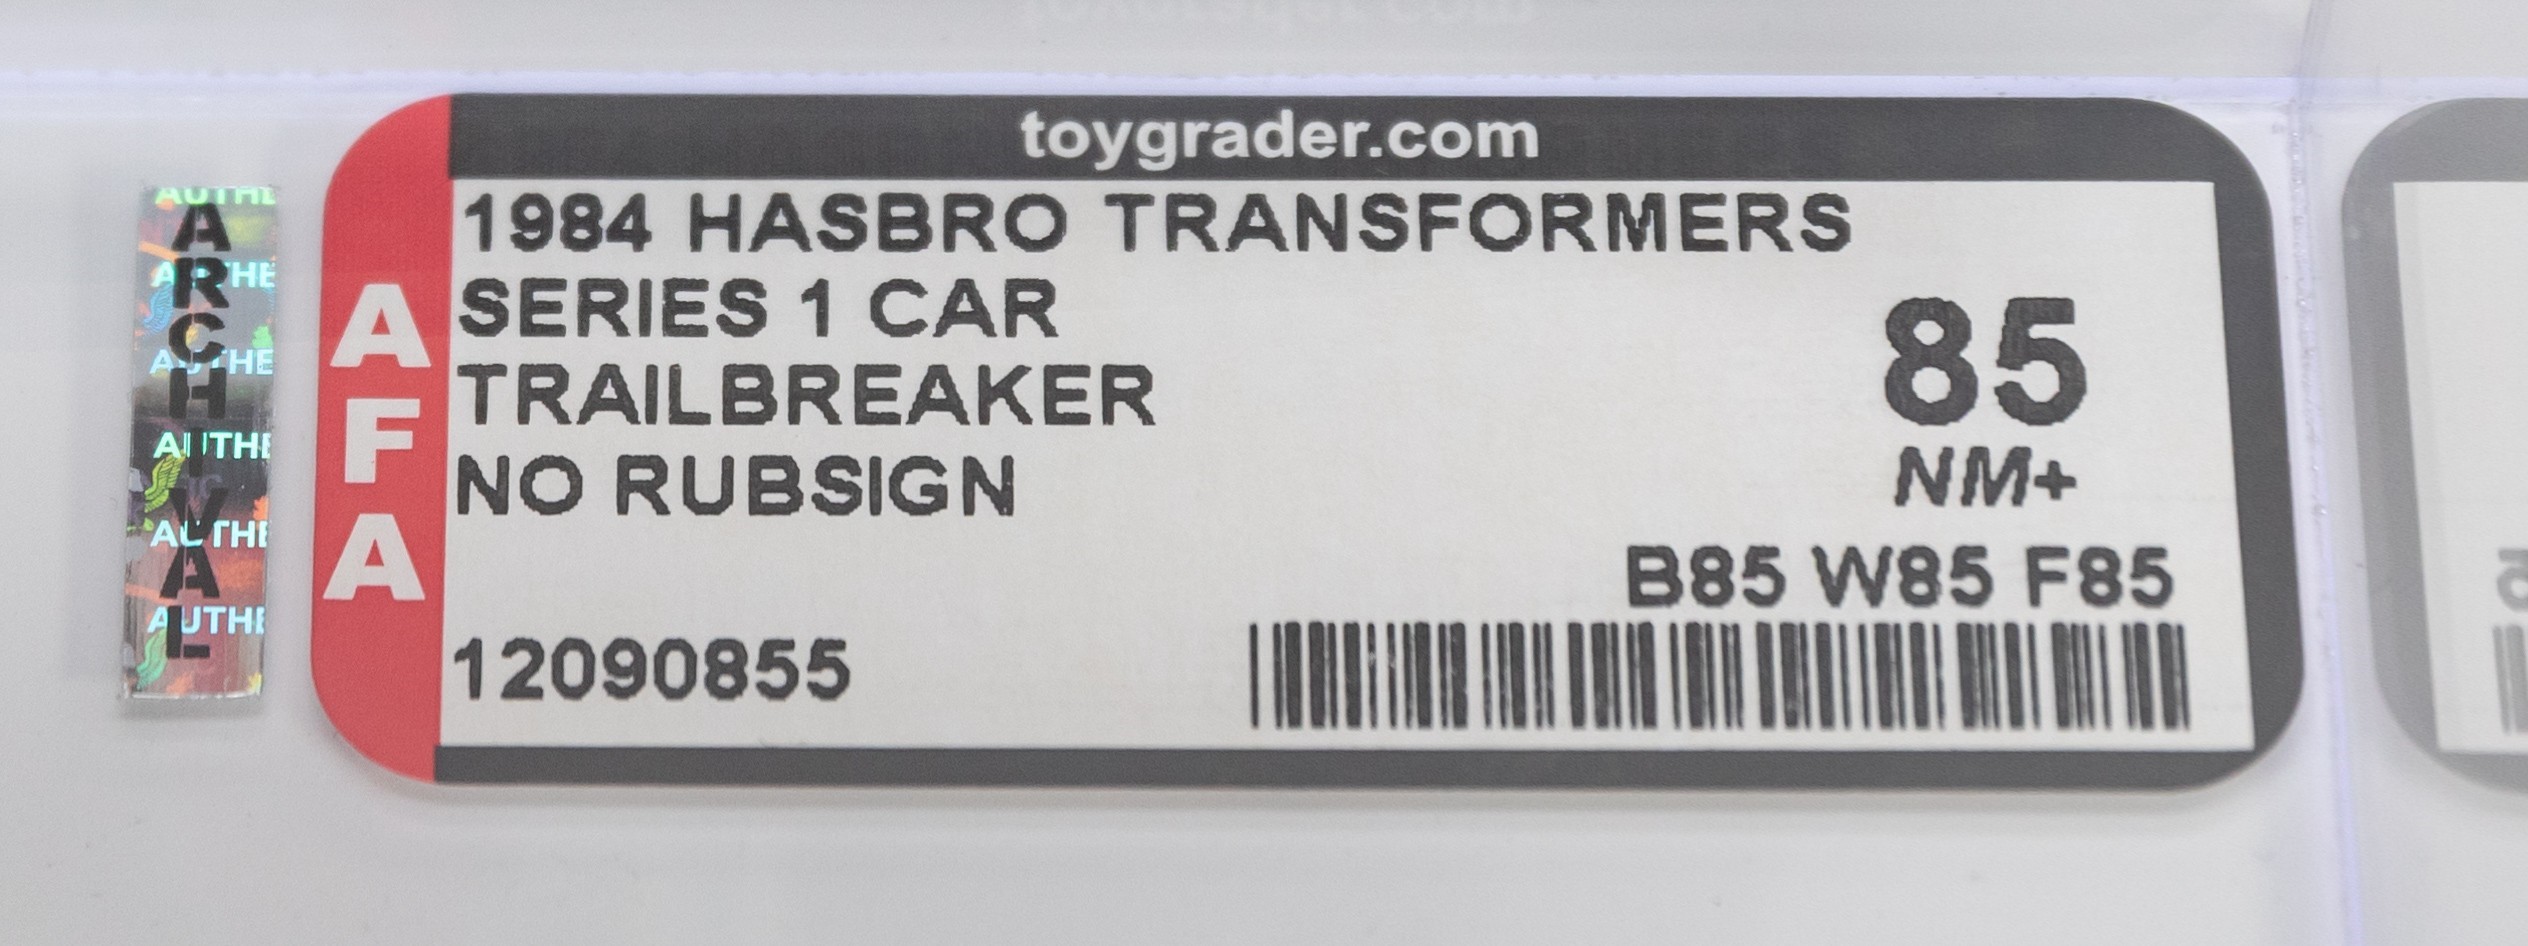 toygrader.com
ARCHIVAL
AFA
1984 HASBRO TRANSFORMERS
SERIES 1 CAR
TRAILBREAKER
NO RUBSIGN
85
NM+
B85 W85 F85
12090855